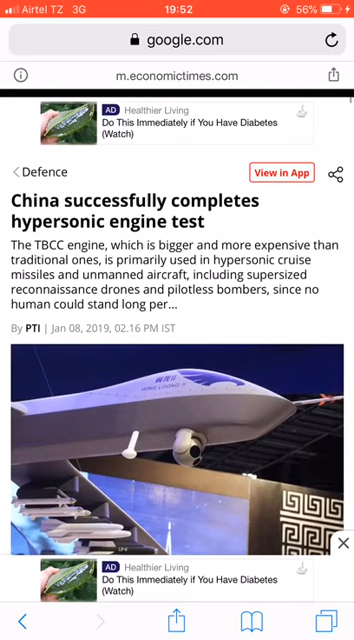 Airtel TZ 3G 19:52 56%
google.com
m.economictimes.com
AD Healthier Living
Do This Immediately if You Have Diabetes
(Watch)
Defence
View in App
China successfully completes
hypersonic engine test
The TBCC engine, which is bigger and more expensive than
traditional ones, is primarily used in hypersonic cruise
missiles and unmanned aircraft, including supersized
reconnaissance drones and pilotless bombers, since no
human could stand long per...
By PTI | Jan 08, 2019, 02.16 PM IST
WING LOONG II
AD Healthier Living
Do This Immediately if You Have Diabetes
(Watch)